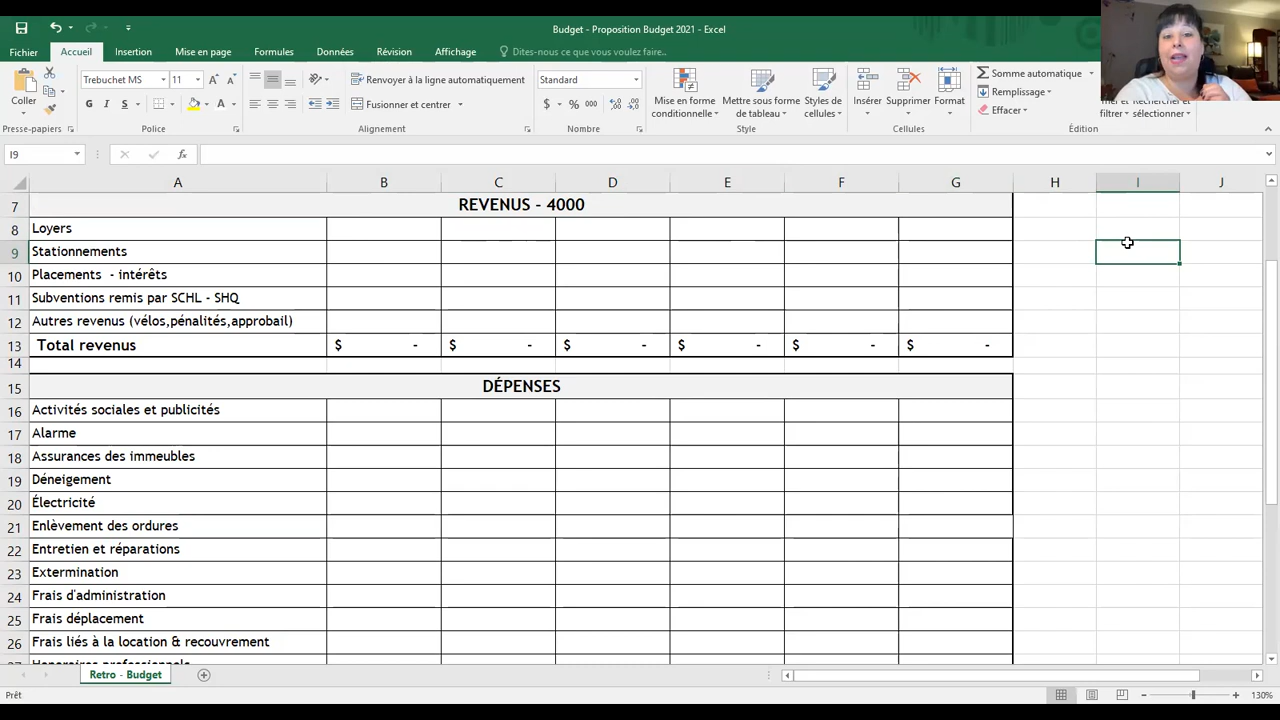 Budget - Proposition Budget 2021 - Excel
Fichier Accueil Insertion Mise en page Formules Données Révision Affichage Dites-nous ce que vous voulez faire..
Coller
Presse-papiers
Trebuchet MS 11
G I S
Police
Renvoyer à la ligne automatiquement
Fusionner et centrer
Alignement
Standard
$ % 000
Nombre
Mise en forme conditionnelle
Mettre sous forme de tableau
Styles de cellules
Style
Insérer Supprimer Format
Cellules
Somme automatique
Remplissage
Effacer
filtrer
Rechercher et sélectionner
Édition
I9 fx
A B C D E F G H I J
7 REVENUS - 4000
8 Loyers
9 Stationnements
10 Placements - intérêts
11 Subventions remis par SCHL - SHQ
12 Autres revenus (vélos,pénalités,approbail)
13 Total revenus $ - $ - $ - $ - $ - $ -
14
15 DÉPENSES
16 Activités sociales et publicités
17 Alarme
18 Assurances des immeubles
19 Déneigement
20 Électricité
21 Enlèvement des ordures
22 Entretien et réparations
23 Extermination
24 Frais d'administration
25 Frais déplacement
26 Frais liés à la location & recouvrement
27 Honoraires professionnels
Retro - Budget
Prêt 130%